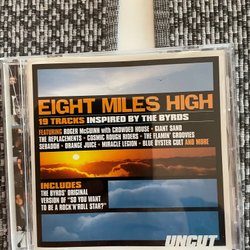 EIGHT MILES HIGH
19 TRACKS INSPIRED BY THE BYRDS
FEATURING ROGER McGUINN with CROWDED HOUSE • GIANT SAND
THE REPLACEMENTS • COSMIC ROUGH RIDERS • THE FLAMIN' GROOVIES
SEBADOH • ORANGE JUICE • MIRACLE LEGION • BLUE ÖYSTER CULT AND MORE
INCLUDES
THE BYRDS' ORIGINAL
VERSION OF "SO YOU WANT
TO BE A ROCK'N'ROLL STAR?"
UNCUT